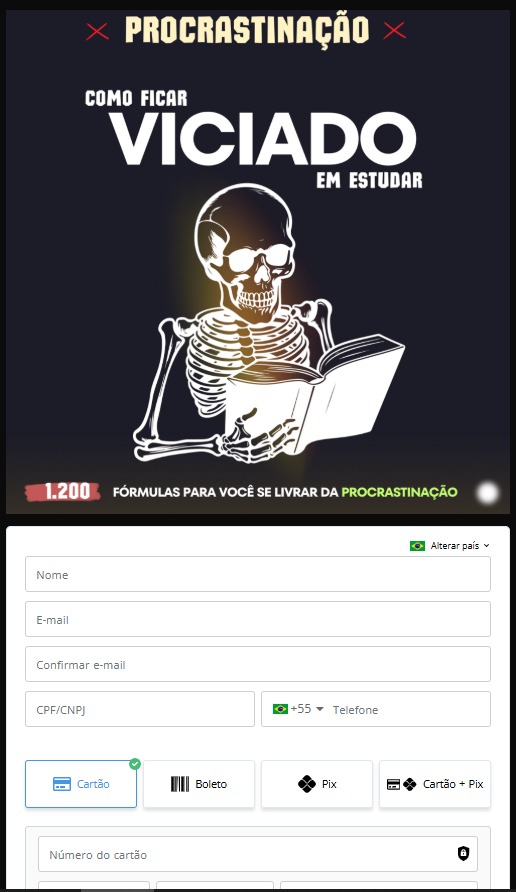 PROCRASTINAÇÃO
COMO FICAR
VICIADO
EM ESTUDAR
1.200 FÓRMULAS PARA VOCÊ SE LIVRAR DA PROCRASTINAÇÃO
Alterar país
Nome
E-mail
Confirmar e-mail
CPF/CNPJ +55 Telefone
Cartão Boleto Pix Cartão + Pix
Número do cartão